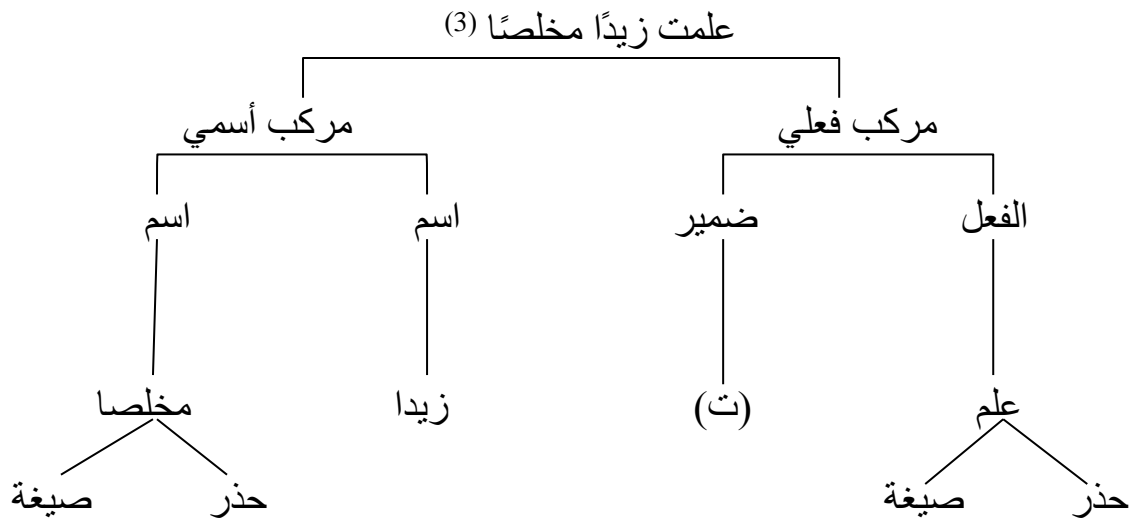 علمت زيدًا مخلصًا (3)
مركب فعلي مركب أسمي
الفعل ضمير اسم اسم
علم (ت) زيدا مخلصا
حذر صيغة حذر صيغة